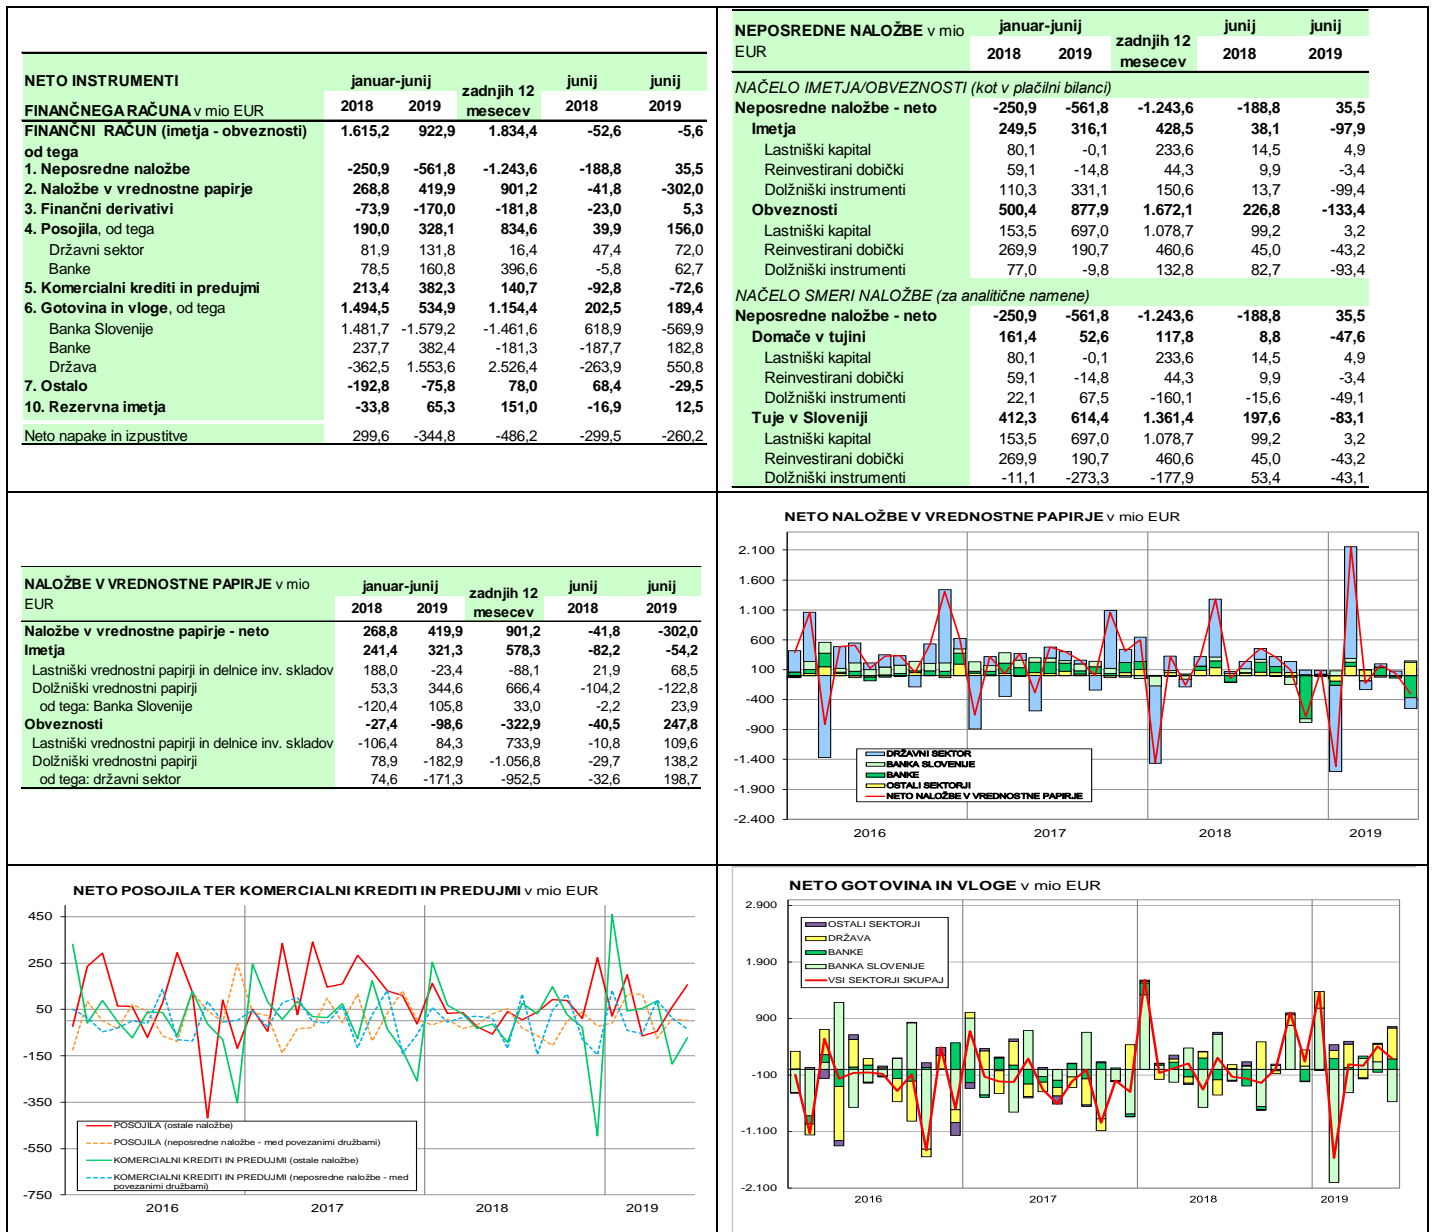 NETO INSTRUMENTI januar-junij zadnjih 12 mesecev junij junij
FINANČNEGA RAČUNA v mio EUR 2018 2019 2018 2019
FINANČNI RAČUN (imetja - obveznosti) 1.615,2 922,9 1.834,4 -52,6 -5,6
od tega
1. Neposredne naložbe -250,9 -561,8 -1.243,6 -188,8 35,5
2. Naložbe v vrednostne papirje 268,8 419,9 901,2 -41,8 -302,0
3. Finančni derivativi -73,9 -170,0 -181,8 -23,0 5,3
4. Posojila, od tega 190,0 328,1 834,6 39,9 156,0
Državni sektor 81,9 131,8 16,4 47,4 72,0
Banke 78,5 160,8 396,6 -5,8 62,7
5. Komercialni krediti in predujmi 213,4 382,3 140,7 -92,8 -72,6
6. Gotovina in vloge, od tega 1.494,5 534,9 1.154,4 202,5 189,4
Banka Slovenije 1.481,7 -1.579,2 -1.461,6 618,9 -569,9
Banke 237,7 382,4 -181,3 -187,7 182,8
Država -362,5 1.553,6 2.526,4 -263,9 550,8
7. Ostalo -192,8 -75,8 78,0 68,4 -29,5
10. Rezervna imetja -33,8 65,3 151,0 -16,9 12,5
Neto napake in izpustitve 299,6 -344,8 -486,2 -299,5 -260,2
NEPOSREDNE NALOŽBE v mio januar-junij zadnjih 12 mesecev junij junij
EUR 2018 2019 2018 2019
NAČELO IMETJA/OBVEZNOSTI (kot v plačilni bilanci)
Neposredne naložbe - neto -250,9 -561,8 -1.243,6 -188,8 35,5
Imetja 249,5 316,1 428,5 38,1 -97,9
Lastniški kapital 80,1 -0,1 233,6 14,5 4,9
Reinvestirani dobički 59,1 -14,8 44,3 9,9 -3,4
Dolžniški instrumenti 110,3 331,1 150,6 13,7 -99,4
Obveznosti 500,4 877,9 1.672,1 226,8 -133,4
Lastniški kapital 153,5 697,0 1.078,7 99,2 3,2
Reinvestirani dobički 269,9 190,7 460,6 45,0 -43,2
Dolžniški instrumenti 77,0 -9,8 132,8 82,7 -93,4
NAČELO SMERI NALOŽBE (za analitične namene)
Neposredne naložbe - neto -250,9 -561,8 -1.243,6 -188,8 35,5
Domače v tujini 161,4 52,6 117,8 8,8 -47,6
Lastniški kapital 80,1 -0,1 233,6 14,5 4,9
Reinvestirani dobički 59,1 -14,8 44,3 9,9 -3,4
Dolžniški instrumenti 22,1 67,5 -160,1 -15,6 -49,1
Tuje v Sloveniji 412,3 614,4 1.361,4 197,6 -83,1
Lastniški kapital 153,5 697,0 1.078,7 99,2 3,2
Reinvestirani dobički 269,9 190,7 460,6 45,0 -43,2
Dolžniški instrumenti -11,1 -273,3 -177,9 53,4 -43,1
NALOŽBE V VREDNOSTNE PAPIRJE v mio januar-junij zadnjih 12 mesecev junij junij
EUR 2018 2019 2018 2019
Naložbe v vrednostne papirje - neto 268,8 419,9 901,2 -41,8 -302,0
Imetja 241,4 321,3 578,3 -82,2 -54,2
Lastniški vrednostni papirji in delnice inv. skladov 188,0 -23,4 -88,1 21,9 68,5
Dolžniški vrednostni papirji 53,3 344,6 666,4 -104,2 -122,8
od tega: Banka Slovenije -120,4 105,8 33,0 -2,2 23,9
Obveznosti -27,4 -98,6 -322,9 -40,5 247,8
Lastniški vrednostni papirji in delnice inv. skladov -106,4 84,3 733,9 -10,8 109,6
Dolžniški vrednostni papirji 78,9 -182,9 -1.056,8 -29,7 138,2
od tega: državni sektor 74,6 -171,3 -952,5 -32,6 198,7
NETO NALOŽBE V VREDNOSTNE PAPIRJE v mio EUR
2.100
1.600
1.100
600
100
-400
-900
-1.400
-1.900
-2.400
DRŽAVNI SEKTOR
BANKA SLOVENIJE
BANKE
OSTALI SEKTORJI
NETO NALOŽBE V VREDNOSTNE PAPIRJE
2016 2017 2018 2019
NETO POSOJILA TER KOMERCIALNI KREDITI IN PREDUJMI v mio EUR
450
250
50
-150
-350
-550
-750
POSOJILA (ostale naložbe)
POSOJILA (neposredne naložbe - med povezanimi družbami)
KOMERCIALNI KREDITI IN PREDUJMI (ostale naložbe)
KOMERCIALNI KREDITI IN PREDUJMI (neposredne naložbe - med
povezanimi družbami)
2016 2017 2018 2019
NETO GOTOVINA IN VLOGE v mio EUR
2.900
1.900
900
-100
-1.100
-2.100
OSTALI SEKTORJI
DRŽAVA
BANKE
BANKA SLOVENIJE
VSI SEKTORJI SKUPAJ
2016 2017 2018 2019